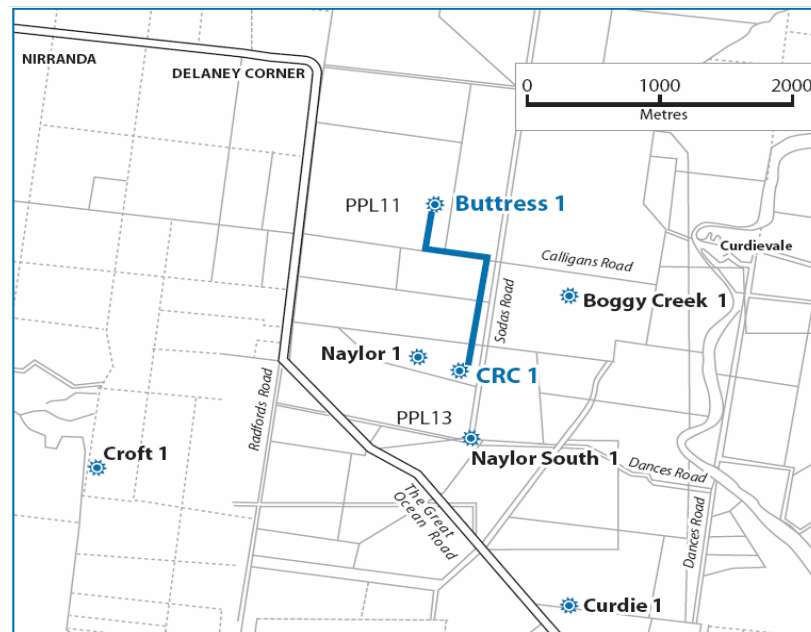 NIRRANDA
DELANEY CORNER
0 1000 2000
Metres
PPL11
Buttress 1
Curdievale
Calligans Road
Boggy Creek 1
Sodas Road
Naylor 1
CRC 1
Radfords Road
PPL13
Croft 1
Naylor South 1
Dances Road
The Great
Ocean Road
Dances Road
Curdie 1